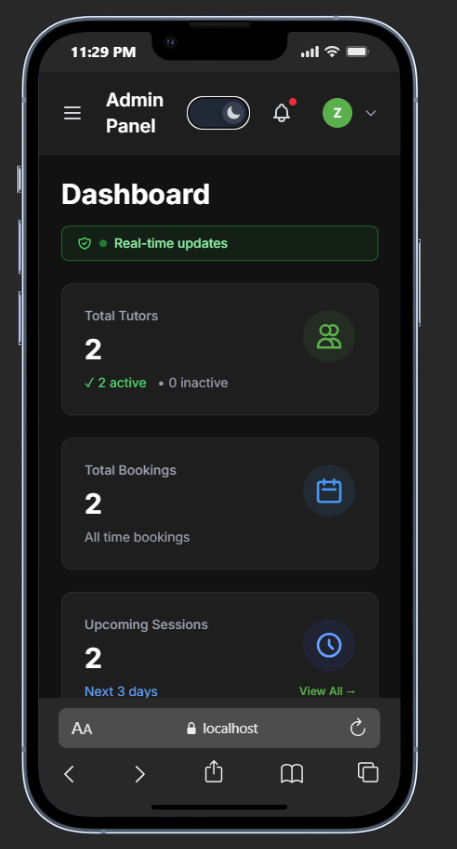 11:29 PM
Admin
Panel
Z
Dashboard
Real-time updates
Total Tutors
2
✓ 2 active • 0 inactive
Total Bookings
2
All time bookings
Upcoming Sessions
2
Next 3 days View All →
AA localhost